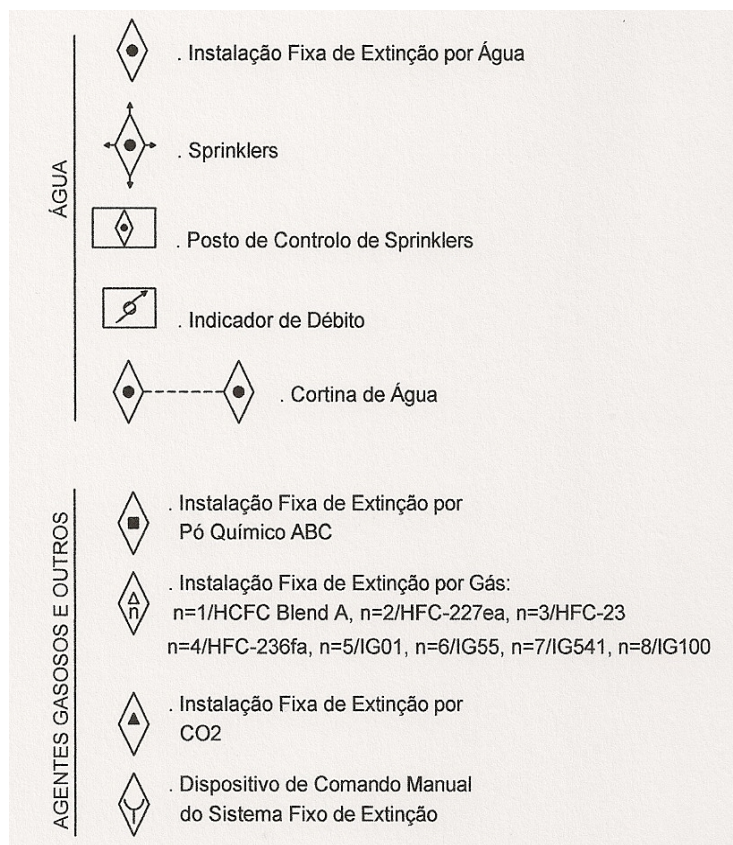 ÁGUA
. Instalação Fixa de Extinção por Água
. Sprinklers
. Posto de Controlo de Sprinklers
. Indicador de Débito
. Cortina de Água
AGENTES GASOSOS E OUTROS
. Instalação Fixa de Extinção por
Pó Químico ABC
n
. Instalação Fixa de Extinção por Gás:
n=1/HCFC Blend A, n=2/HFC-227ea, n=3/HFC-23
n=4/HFC-236fa, n=5/IG01, n=6/IG55, n=7/IG541, n=8/IG100
. Instalação Fixa de Extinção por
CO2
. Dispositivo de Comando Manual
do Sistema Fixo de Extinção